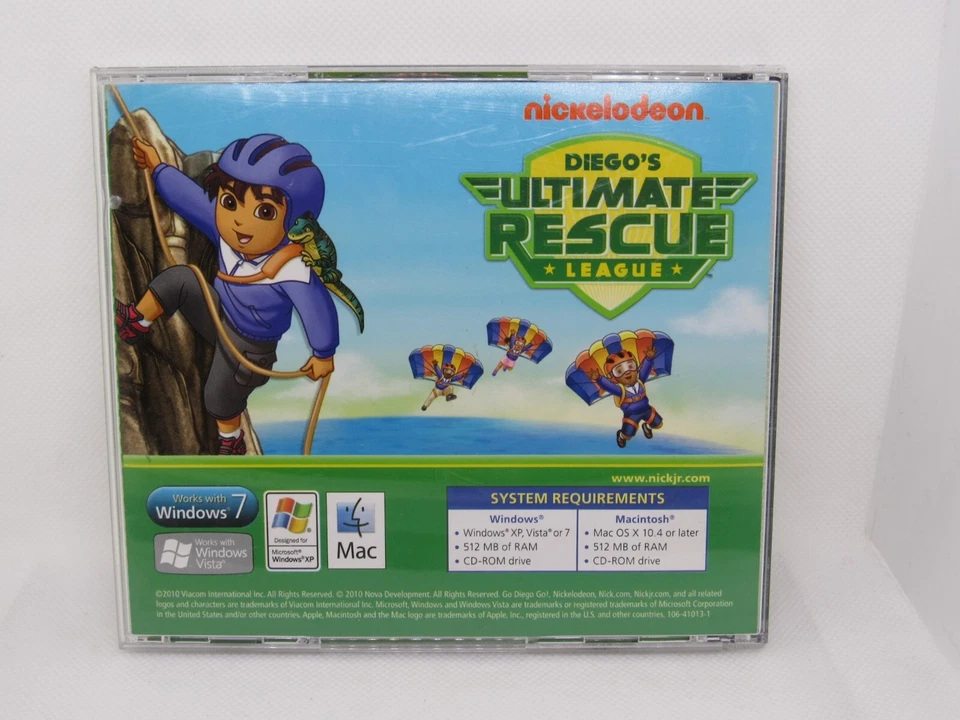 nickelodeon™
DIEGO'S
ULTIMATE
RESCUE
★ LEAGUE ★™
www.nickjr.com
Works with
Windows® 7
Works with
Windows
Vista®
Designed for
Microsoft®
Windows®XP
Mac
SYSTEM REQUIREMENTS
Windows®
• Windows® XP, Vista® or 7
• 512 MB of RAM
• CD-ROM drive
Macintosh®
• Mac OS X 10.4 or later
• 512 MB of RAM
• CD-ROM drive
©2010 Viacom International Inc. All Rights Reserved. © 2010 Nova Development. All Rights Reserved. Go Diego Go!, Nickelodeon, Nick.com, Nickjr.com, and all related
logos and characters are trademarks of Viacom International Inc. Microsoft, Windows and Windows Vista are trademarks or registered trademarks of Microsoft Corporation
in the United States and/or other countries. Apple, Macintosh and the Mac logo are trademarks of Apple, Inc., registered in the U.S. and other countries. 106-41013-1